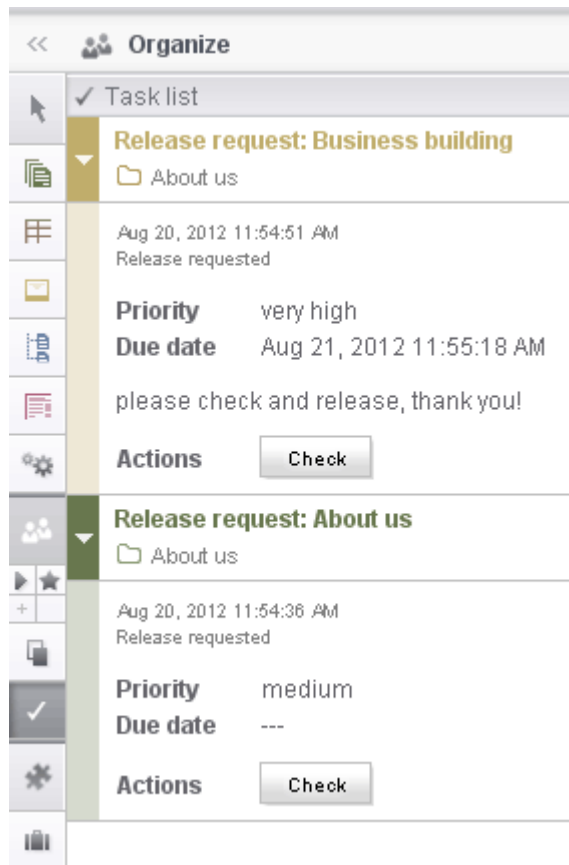 Organize
Task list
Release request: Business building
About us
Aug 20, 2012 11:54:51 AM
Release requested
Priority very high
Due date Aug 21, 2012 11:55:18 AM
please check and release, thank you!
Actions Check
Release request: About us
About us
Aug 20, 2012 11:54:36 AM
Release requested
Priority medium
Due date ---
Actions Check